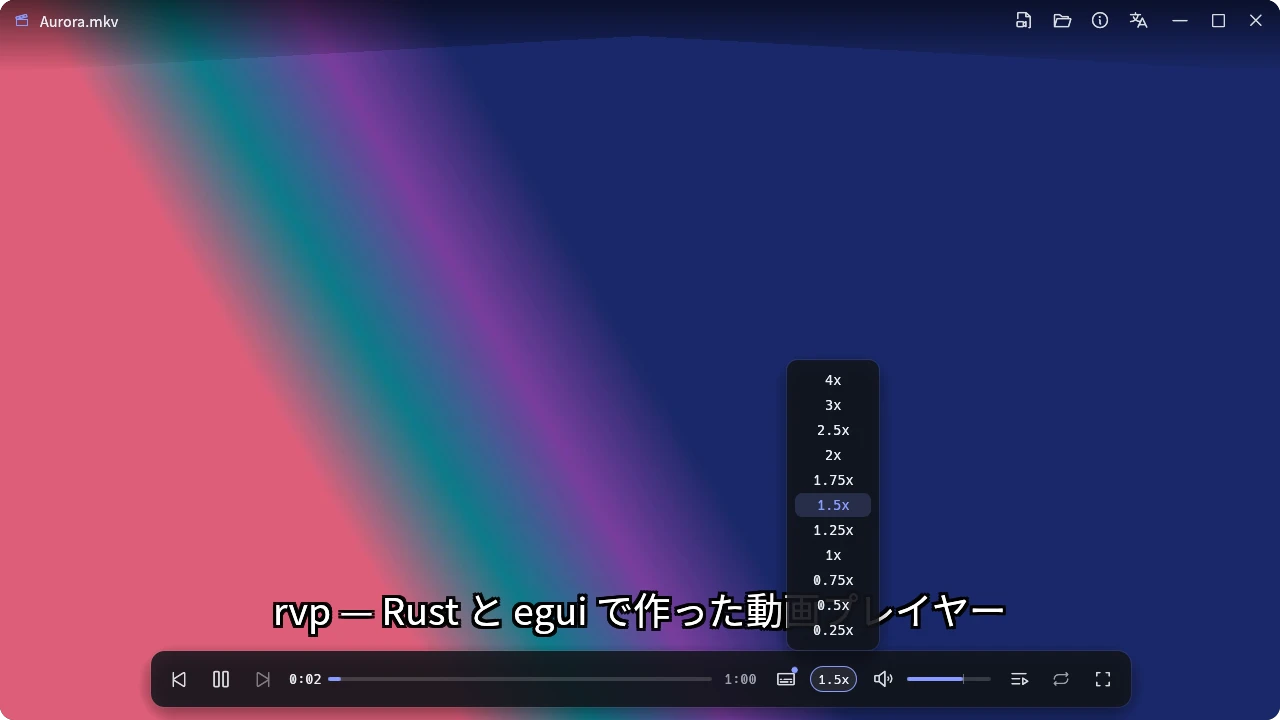 Aurora.mkv
4x
3x
2.5x
2x
1.75x
1.5x
1.25x
1x
0.75x
0.5x
0.25x
rvp — Rust と egui で作った動画プレイヤー
0:02
1:00
1.5x